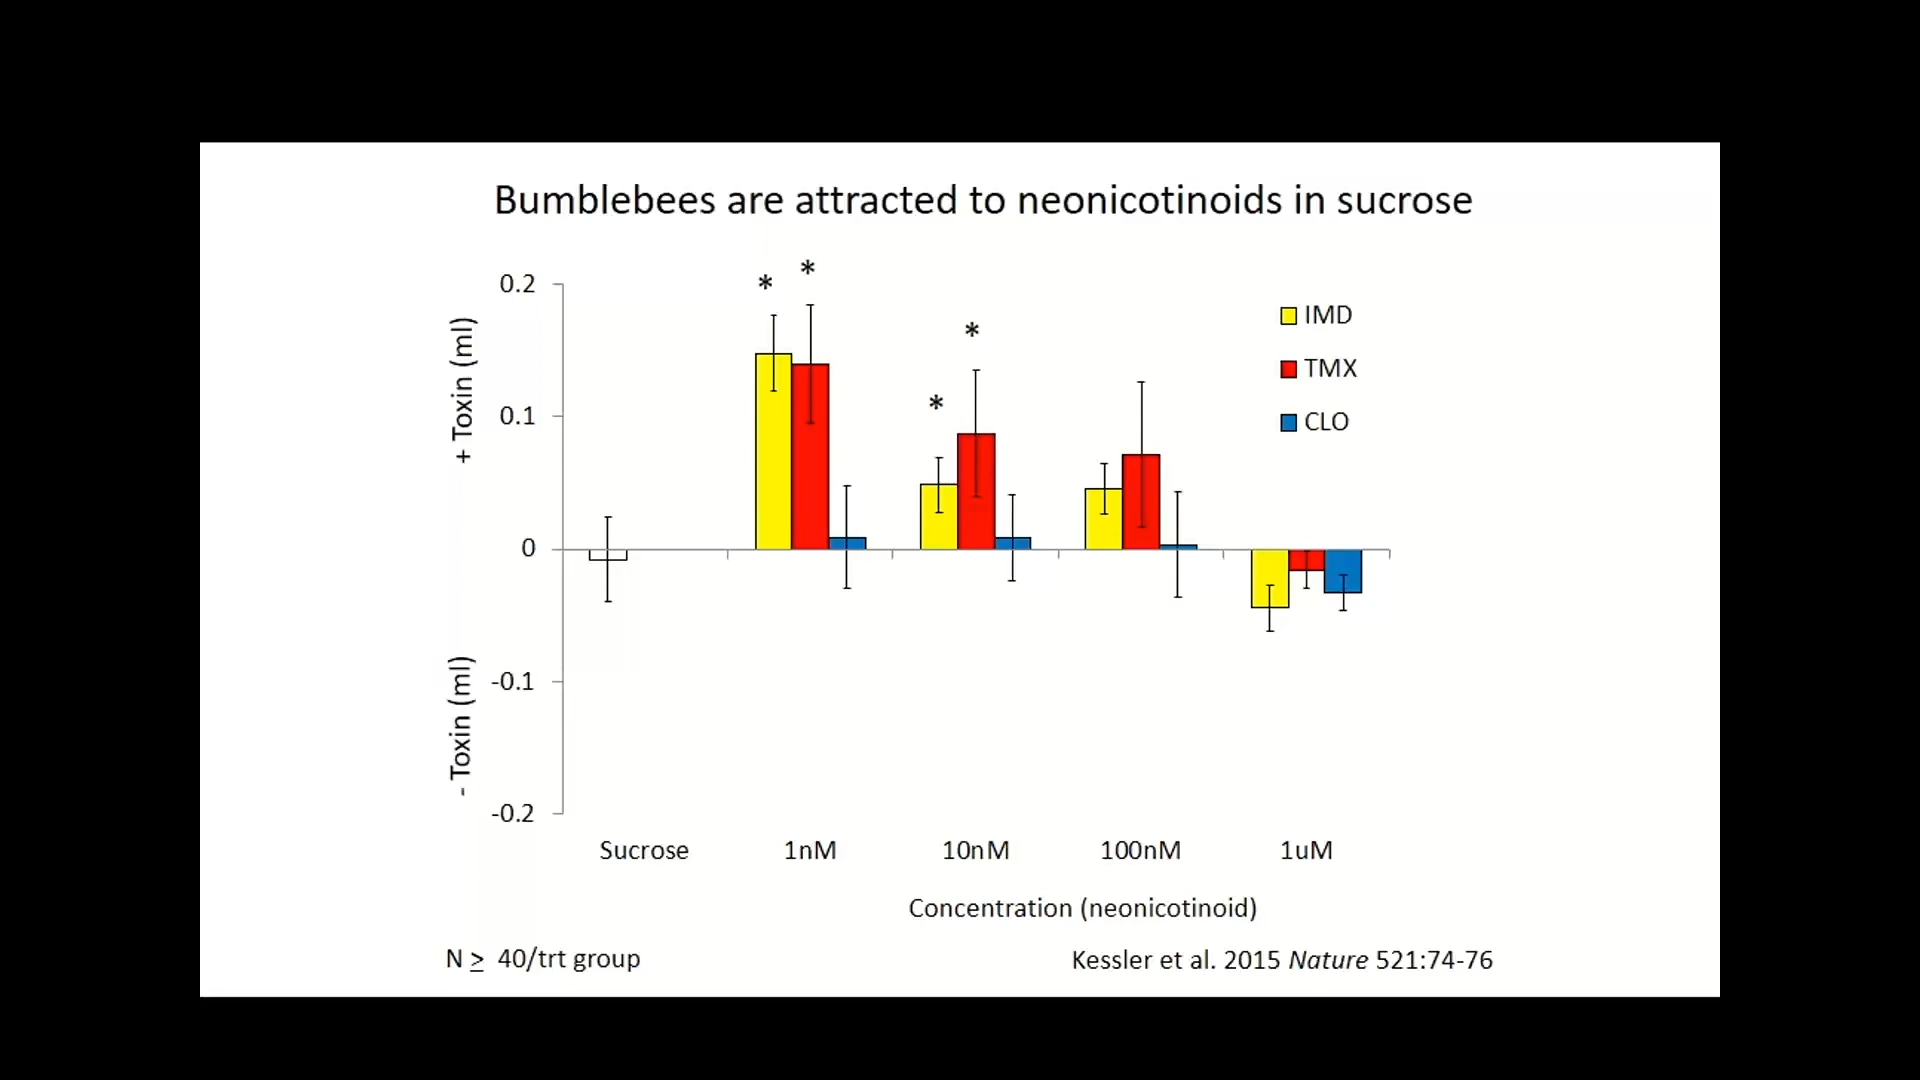 Bumblebees are attracted to neonicotinoids in sucrose
* *
* *
0.2
0.1
0
-0.1
-0.2
+ Toxin (ml)
- Toxin (ml)
IMD
TMX
CLO
Sucrose 1nM 10nM 100nM 1uM
Concentration (neonicotinoid)
N ≥ 40/trt group
Kessler et al. 2015 Nature 521:74-76